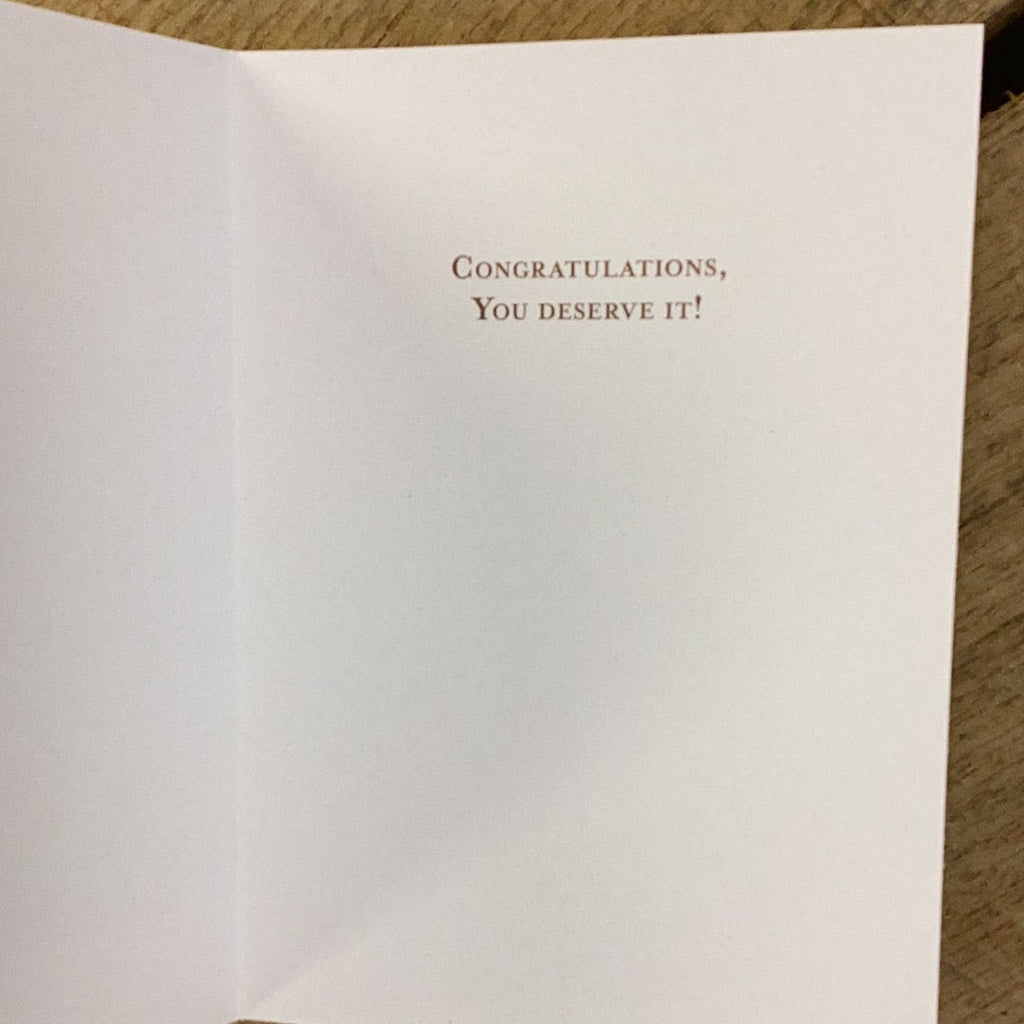 Congratulations,
You deserve it!